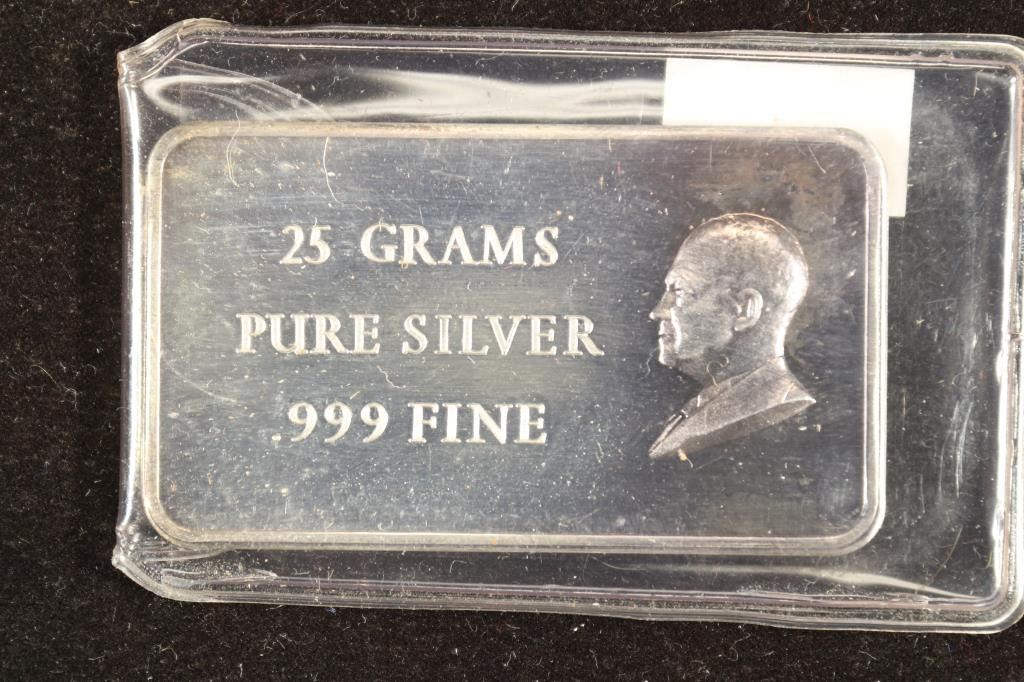 25 GRAMS
PURE SILVER
.999 FINE